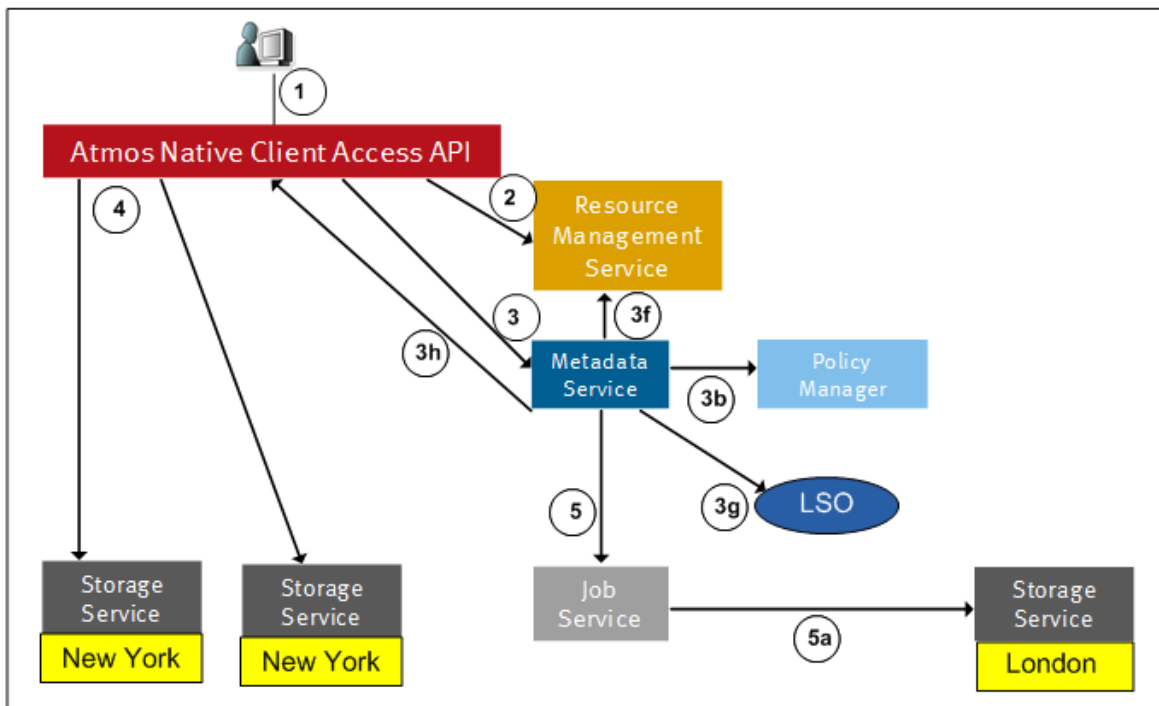 1
Atmos Native Client Access API
4
2
Resource
Management
Service
3
3f
3h
Metadata
Service
3b
Policy
Manager
5
3g
LSO
Storage
Service
New York
Storage
Service
New York
Job
Service
5a
Storage
Service
London